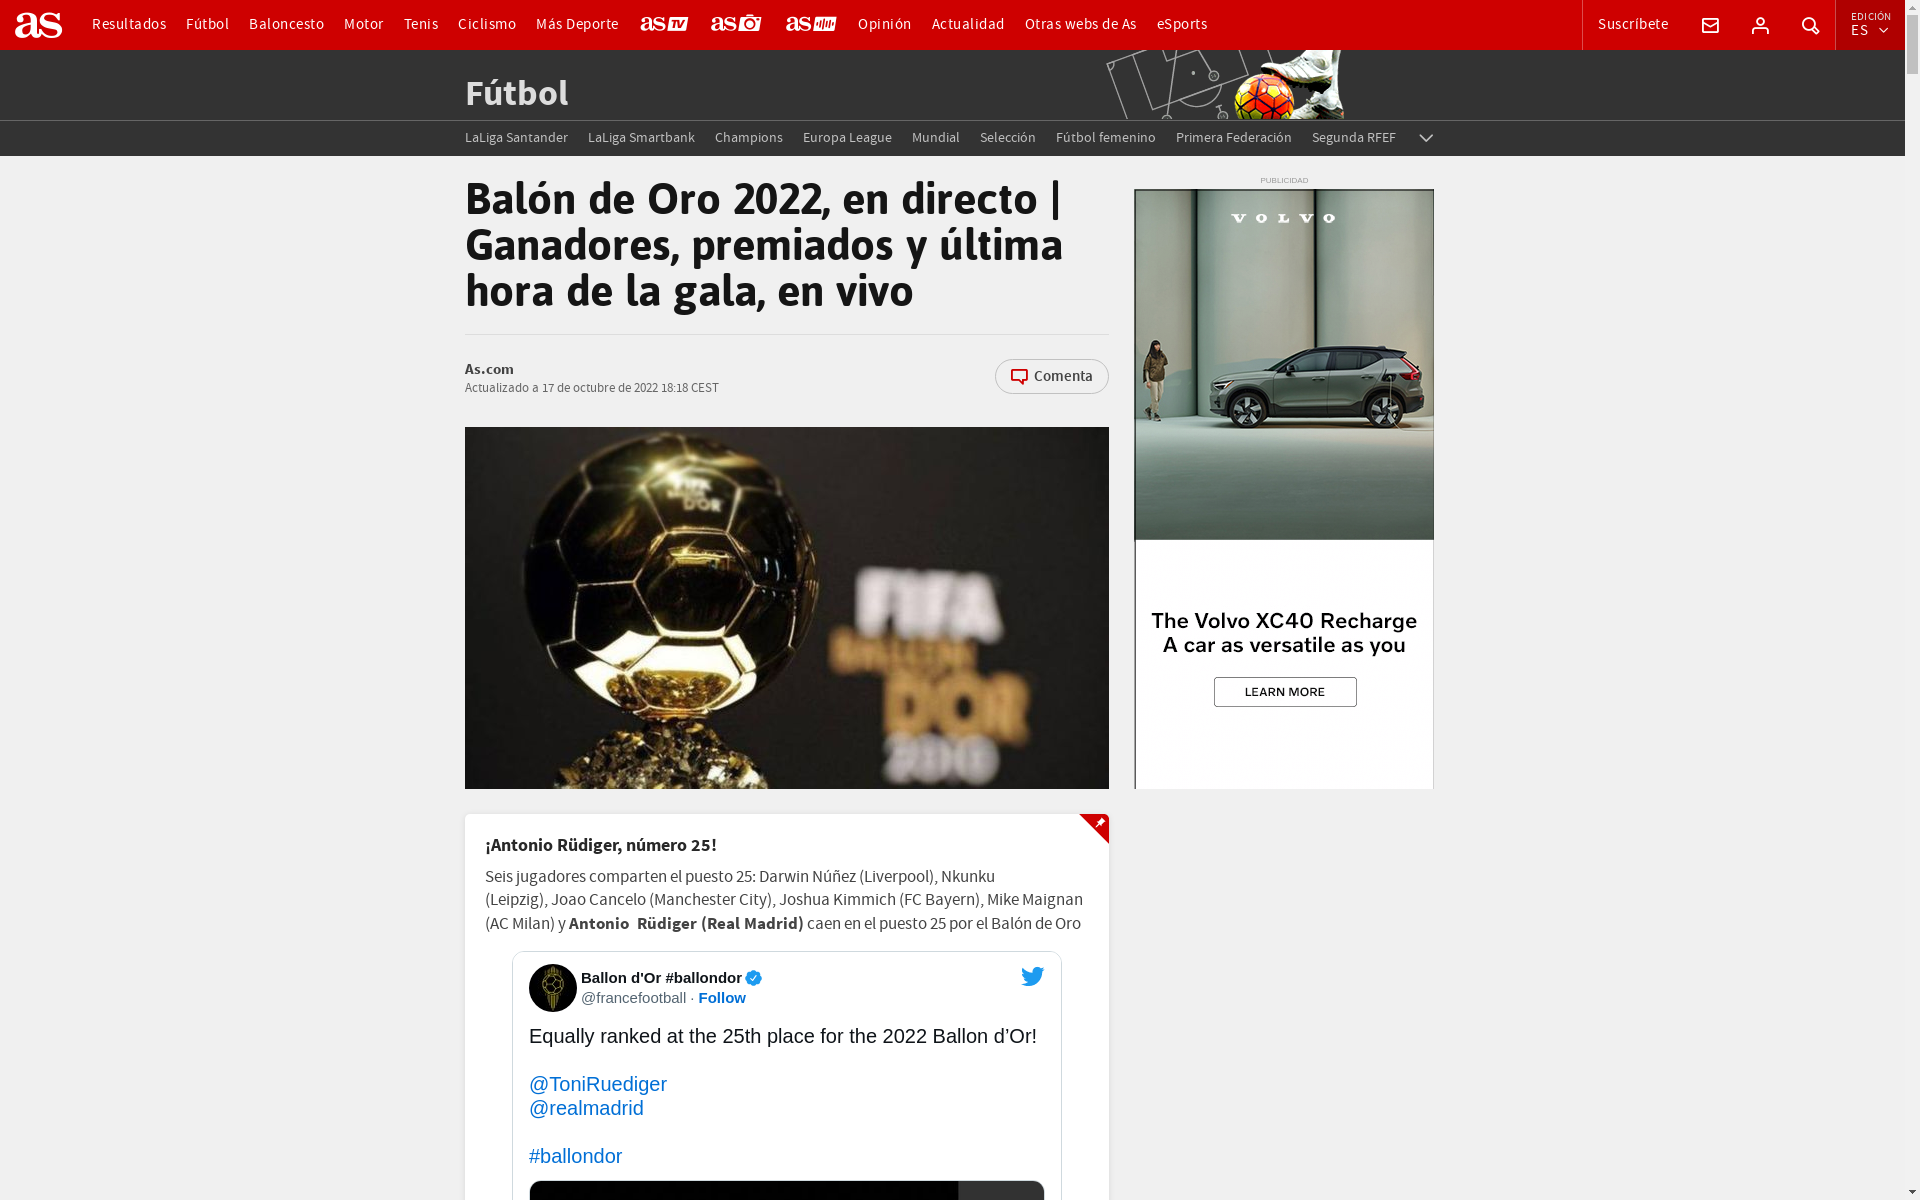 as
Resultados
Fútbol
Baloncesto
Motor
Tenis
Ciclismo
Más Deporte
as TV
as
as
Opinión
Actualidad
Otras webs de As
eSports
Suscríbete
EDICIÓN
ES
Fútbol
LaLiga Santander
LaLiga Smartbank
Champions
Europa League
Mundial
Selección
Fútbol femenino
Primera Federación
Segunda RFEF
Balón de Oro 2022, en directo |
Ganadores, premiados y última
hora de la gala, en vivo
As.com
Actualizado a 17 de octubre de 2022 18:18 CEST
Comenta
FIFA
BALLON
D'OR
2010
FIFA
BALLON
DOR
PUBLICIDAD
VOLVO
The Volvo XC40 Recharge
A car as versatile as you
LEARN MORE
¡Antonio Rüdiger, número 25!
Seis jugadores comparten el puesto 25: Darwin Núñez (Liverpool), Nkunku
(Leipzig), Joao Cancelo (Manchester City), Joshua Kimmich (FC Bayern), Mike Maignan
(AC Milan) y Antonio Rüdiger (Real Madrid) caen en el puesto 25 por el Balón de Oro
Ballon d'Or #ballondor
@francefootball · Follow
Equally ranked at the 25th place for the 2022 Ballon d’Or!
@ToniRuediger
@realmadrid
#ballondor